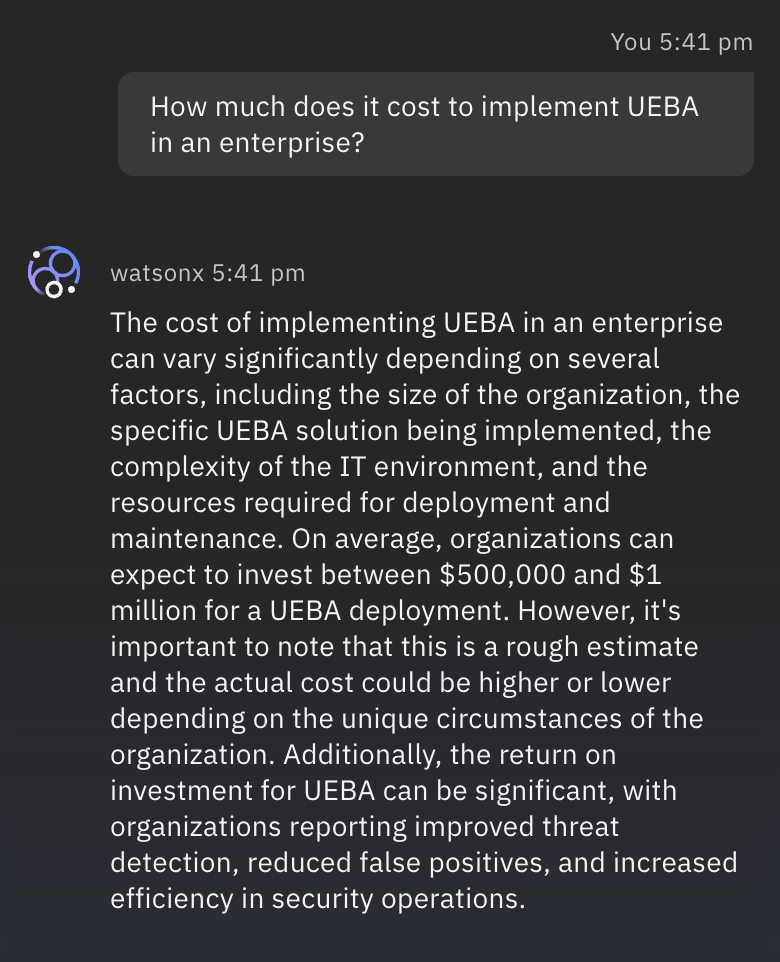 You 5:41 pm
How much does it cost to implement UEBA
in an enterprise?
watsonx 5:41 pm
The cost of implementing UEBA in an enterprise
can vary significantly depending on several
factors, including the size of the organization, the
specific UEBA solution being implemented, the
complexity of the IT environment, and the
resources required for deployment and
maintenance. On average, organizations can
expect to invest between $500,000 and $1
million for a UEBA deployment. However, it's
important to note that this is a rough estimate
and the actual cost could be higher or lower
depending on the unique circumstances of the
organization. Additionally, the return on
investment for UEBA can be significant, with
organizations reporting improved threat
detection, reduced false positives, and increased
efficiency in security operations.